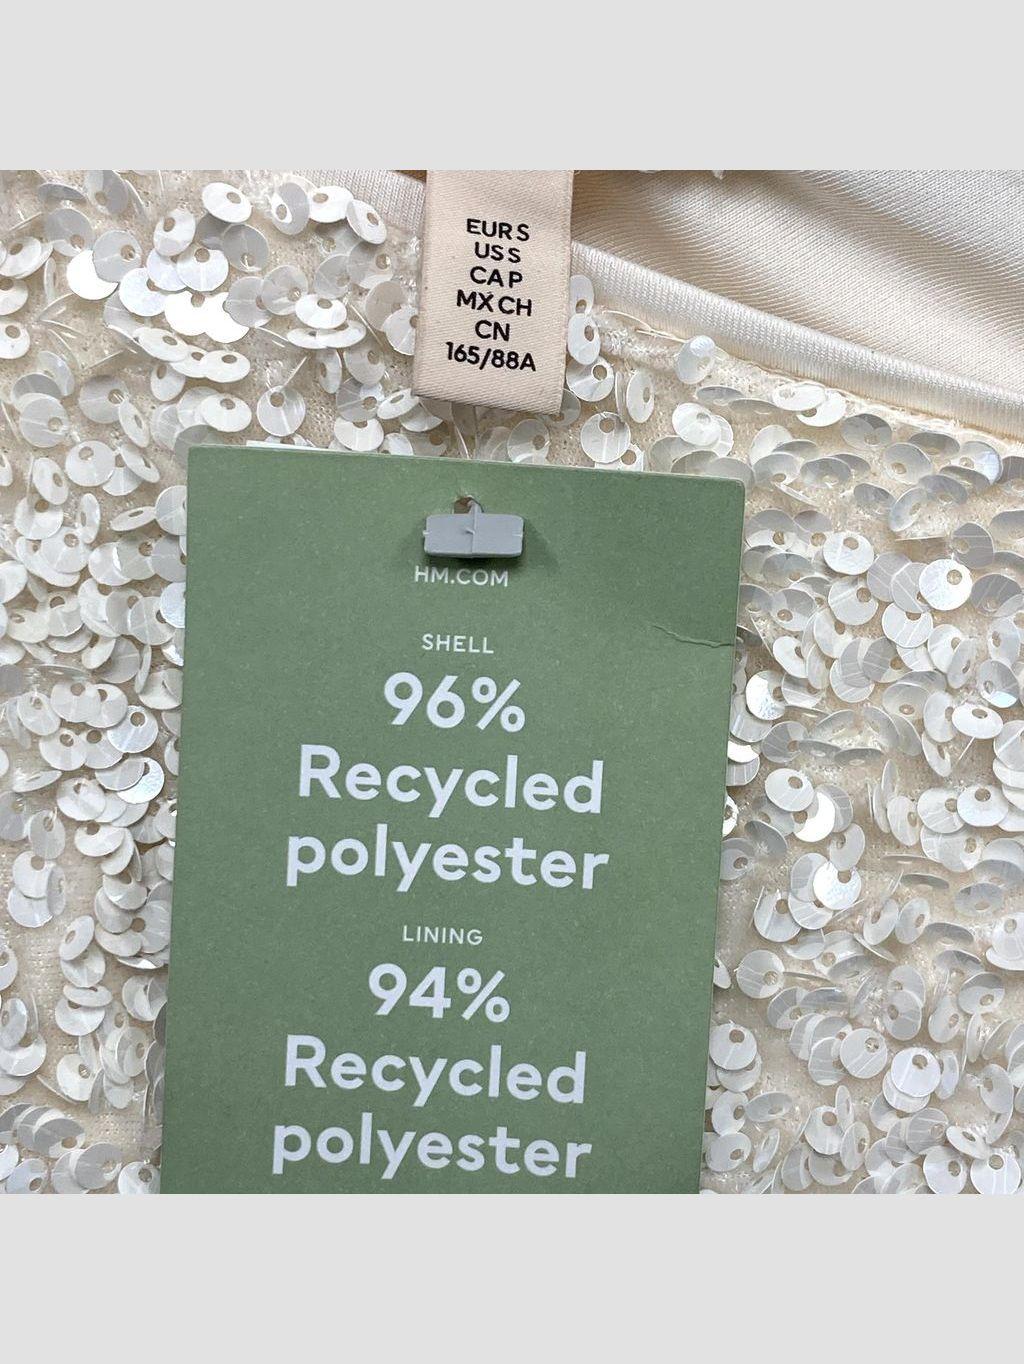 EUR S
US S
CA P
MX CH
CN
165/88A
HM.COM
SHELL
96%
Recycled
polyester
LINING
94%
Recycled
polyester